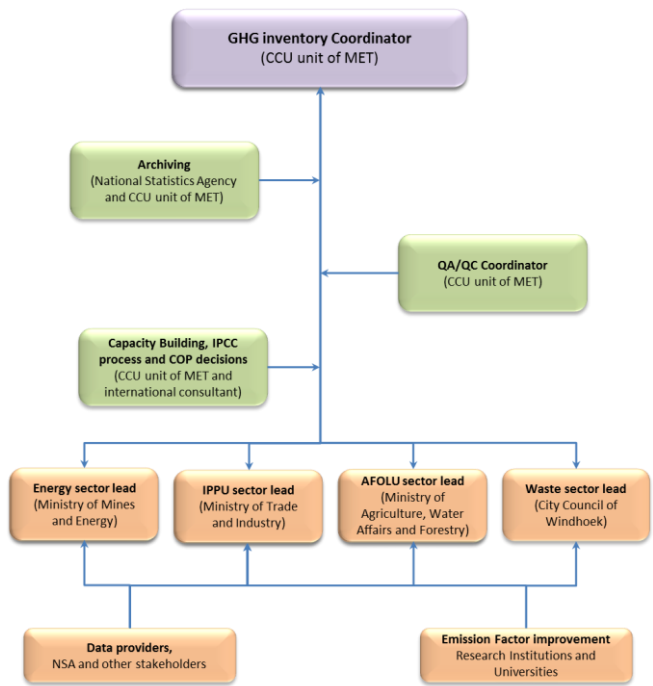 GHG inventory Coordinator
(CCU unit of MET)
Archiving
(National Statistics Agency
and CCU unit of MET)
QA/QC Coordinator
(CCU unit of MET)
Capacity Building, IPCC
process and COP decisions
(CCU unit of MET and
international consultant)
Energy sector lead
(Ministry of Mines
and Energy)
IPPU sector lead
(Ministry of Trade
and Industry)
AFOLU sector lead
(Ministry of
Agriculture, Water
Affairs and Forestry)
Waste sector lead
(City Council of
Windhoek)
Data providers,
NSA and other stakeholders
Emission Factor improvement
Research Institutions and
Universities